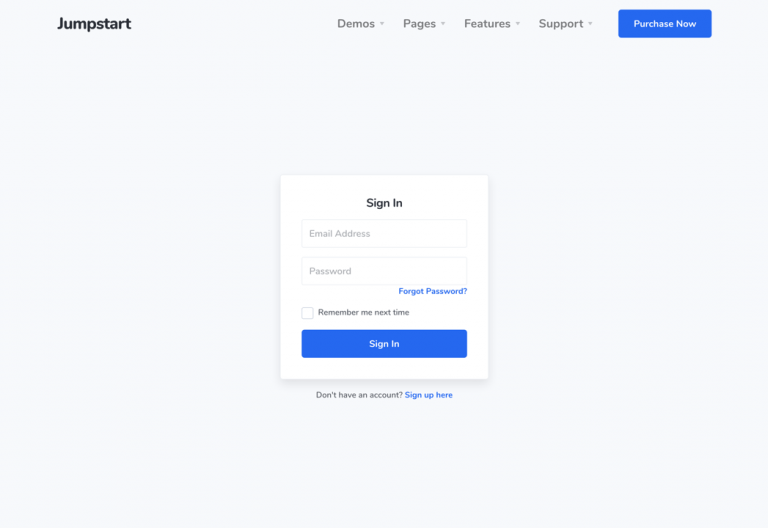 Jumpstart Demos Pages Features Support Purchase Now
Sign In
Email Address
Password
Forgot Password?
Remember me next time
Sign In
Don't have an account? Sign up here